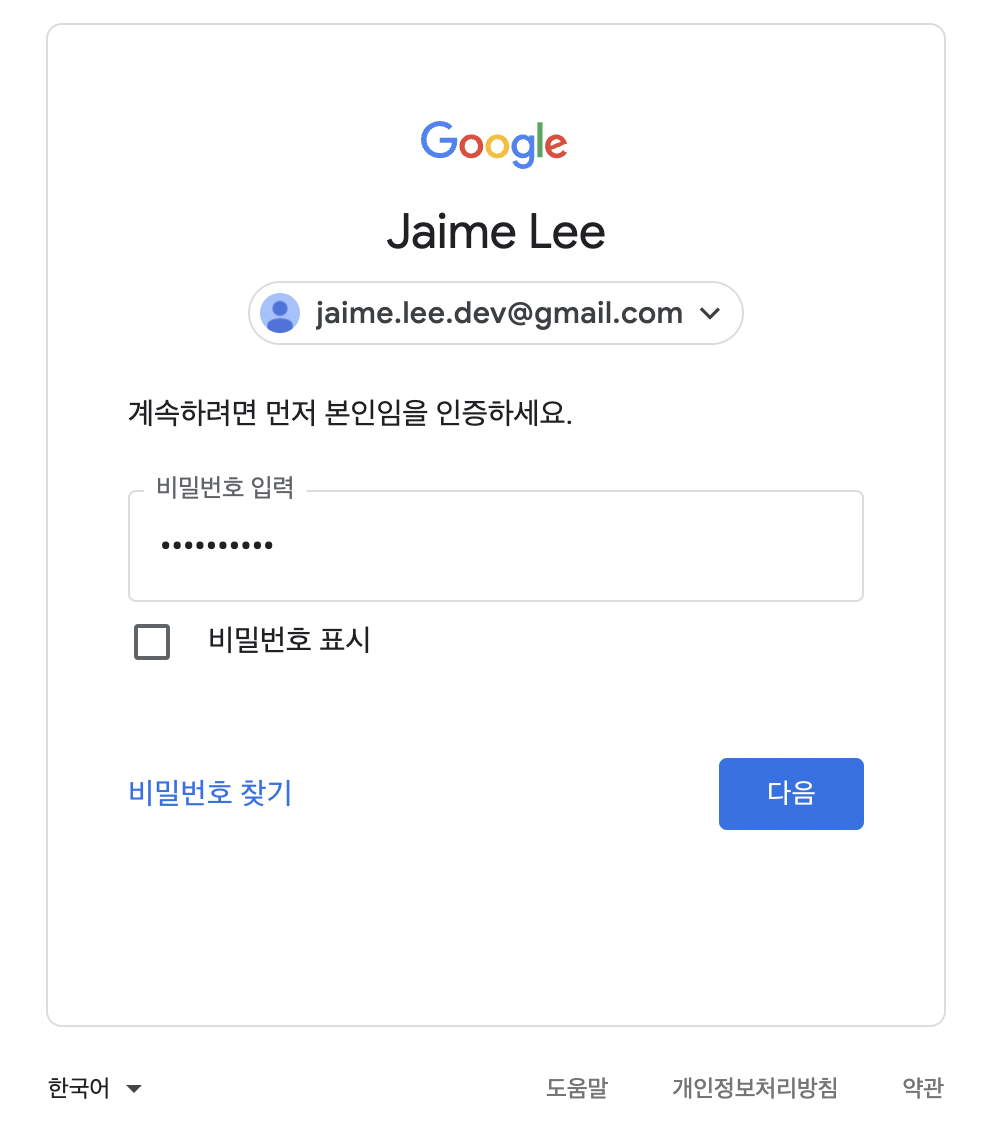 Google
Jaime Lee
jaime.lee.dev@gmail.com
계속하려면 먼저 본인임을 인증하세요.
비밀번호 입력
••••••••••
비밀번호 표시
비밀번호 찾기
다음
한국어
도움말 개인정보처리방침 약관